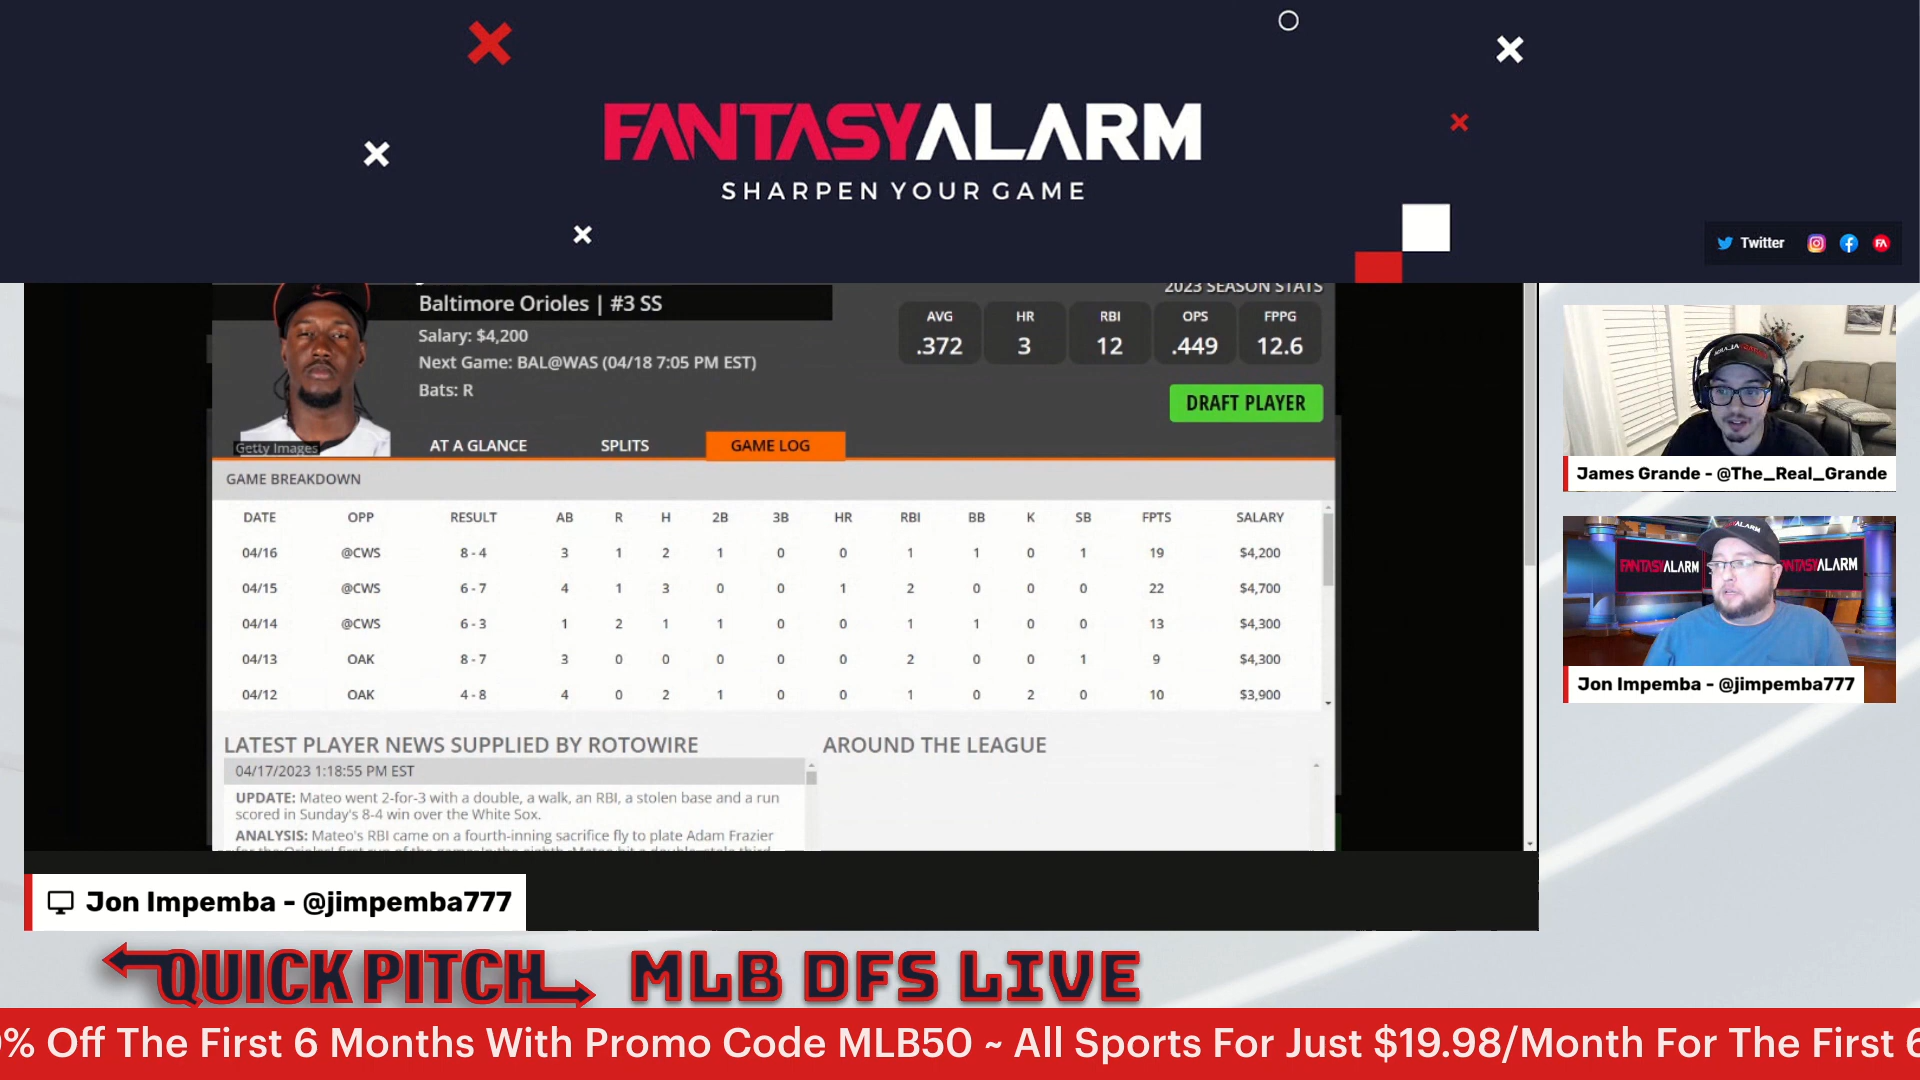 FANTASYALARM
SHARPEN YOUR GAME
Twitter
FA
Baltimore Orioles | #3 SS
Salary: $4,200
Next Game: BAL@WAS (04/18 7:05 PM EST)
Bats: R
2023 SEASON STATS
AVG HR RBI OPS FPPG
.372 3 12 .449 12.6
DRAFT PLAYER
Getty Images
AT A GLANCE SPLITS GAME LOG
GAME BREAKDOWN
DATE OPP RESULT AB R H 2B 3B HR RBI BB K SB FPTS SALARY
04/16 @CWS 8 - 4 3 1 2 1 0 0 1 1 0 1 19 $4,200
04/15 @CWS 6 - 7 4 1 3 0 0 1 2 0 0 0 22 $4,700
04/14 @CWS 6 - 3 1 2 1 1 0 0 1 1 0 0 13 $4,300
04/13 OAK 8 - 7 3 0 0 0 0 0 2 0 0 1 9 $4,300
04/12 OAK 4 - 8 4 0 2 1 0 0 1 0 2 0 10 $3,900
LATEST PLAYER NEWS SUPPLIED BY ROTOWIRE
AROUND THE LEAGUE
04/17/2023 1:18:55 PM EST
UPDATE: Mateo went 2-for-3 with a double, a walk, an RBI, a stolen base and a run
scored in Sunday's 8-4 win over the White Sox.
ANALYSIS: Mateo's RBI came on a fourth-inning sacrifice fly to plate Adam Frazier
James Grande - @The_Real_Grande
FANTASYALARM
ALARM
NTASYALARM
Jon Impemba - @jimpemba777
Jon Impemba - @jimpemba777
QUICK PITCH MLB DFS LIVE
% Off The First 6 Months With Promo Code MLB50 ~ All Sports For Just $19.98/Month For The First 6